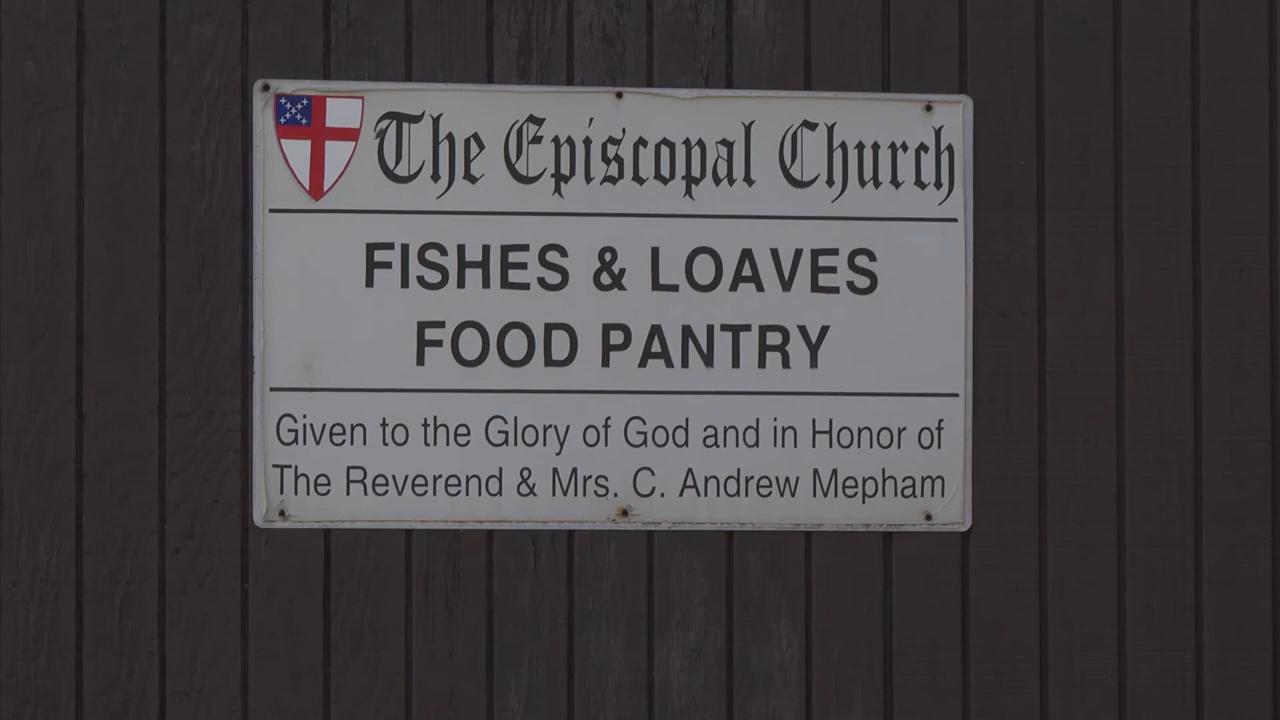 The Episcopal Church
FISHES & LOAVES
FOOD PANTRY
Given to the Glory of God and in Honor of
The Reverend & Mrs. C. Andrew Mepham